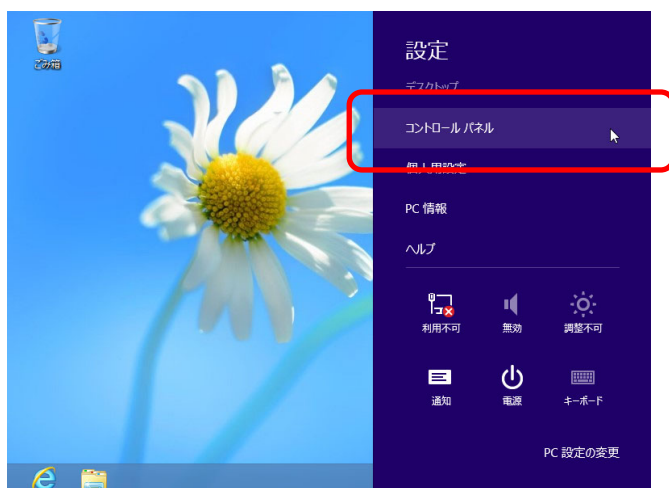 ごみ箱
設定
デスクトップ
コントロール パネル
個人用設定
PC 情報
ヘルプ
利用不可
無効
調整不可
通知
電源
キーボード
PC 設定の変更